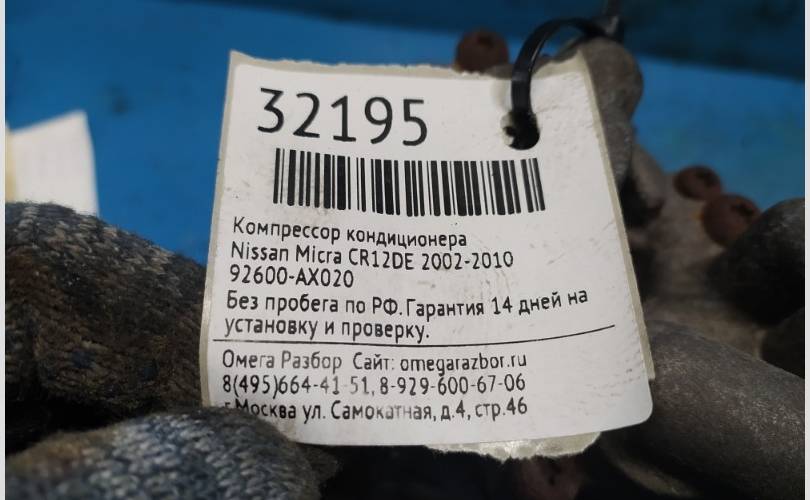 32195
Компрессор кондиционера
Nissan Micra CR12DE 2002-2010
92600-AX020
Без пробега по РФ. Гарантия 14 дней на
установку и проверку.
Омега Разбор Сайт: omegarazbor.ru
8(495)664-41-51, 8-929-600-67-06
г.Москва ул. Самокатная, д.4, стр.46